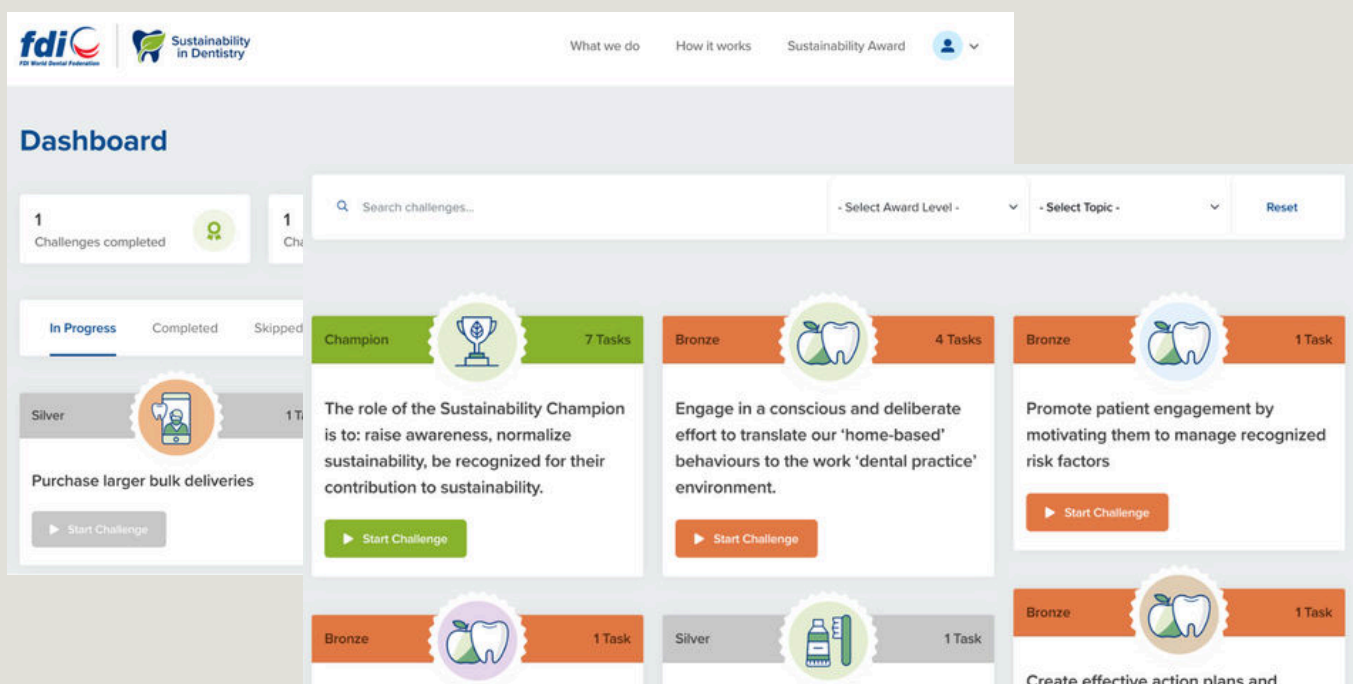 fdi
FDI World Dental Federation
Sustainability
in Dentistry
What we do
How it works
Sustainability Award
Dashboard
1
Challenges completed
1
Cha
In Progress
Completed
Skipped
Silver
1 T
Purchase larger bulk deliveries
Start Challenge
Search challenges...
- Select Award Level -
- Select Topic -
Reset
Champion
7 Tasks
The role of the Sustainability Champion
is to: raise awareness, normalize
sustainability, be recognized for their
contribution to sustainability.
Start Challenge
Bronze
4 Tasks
Engage in a conscious and deliberate
effort to translate our ‘home-based’
behaviours to the work ‘dental practice’
environment.
Start Challenge
Bronze
1 Task
Promote patient engagement by
motivating them to manage recognized
risk factors
Start Challenge
Bronze
1 Task
Silver
1 Task
Bronze
1 Task
Create effective action plans and